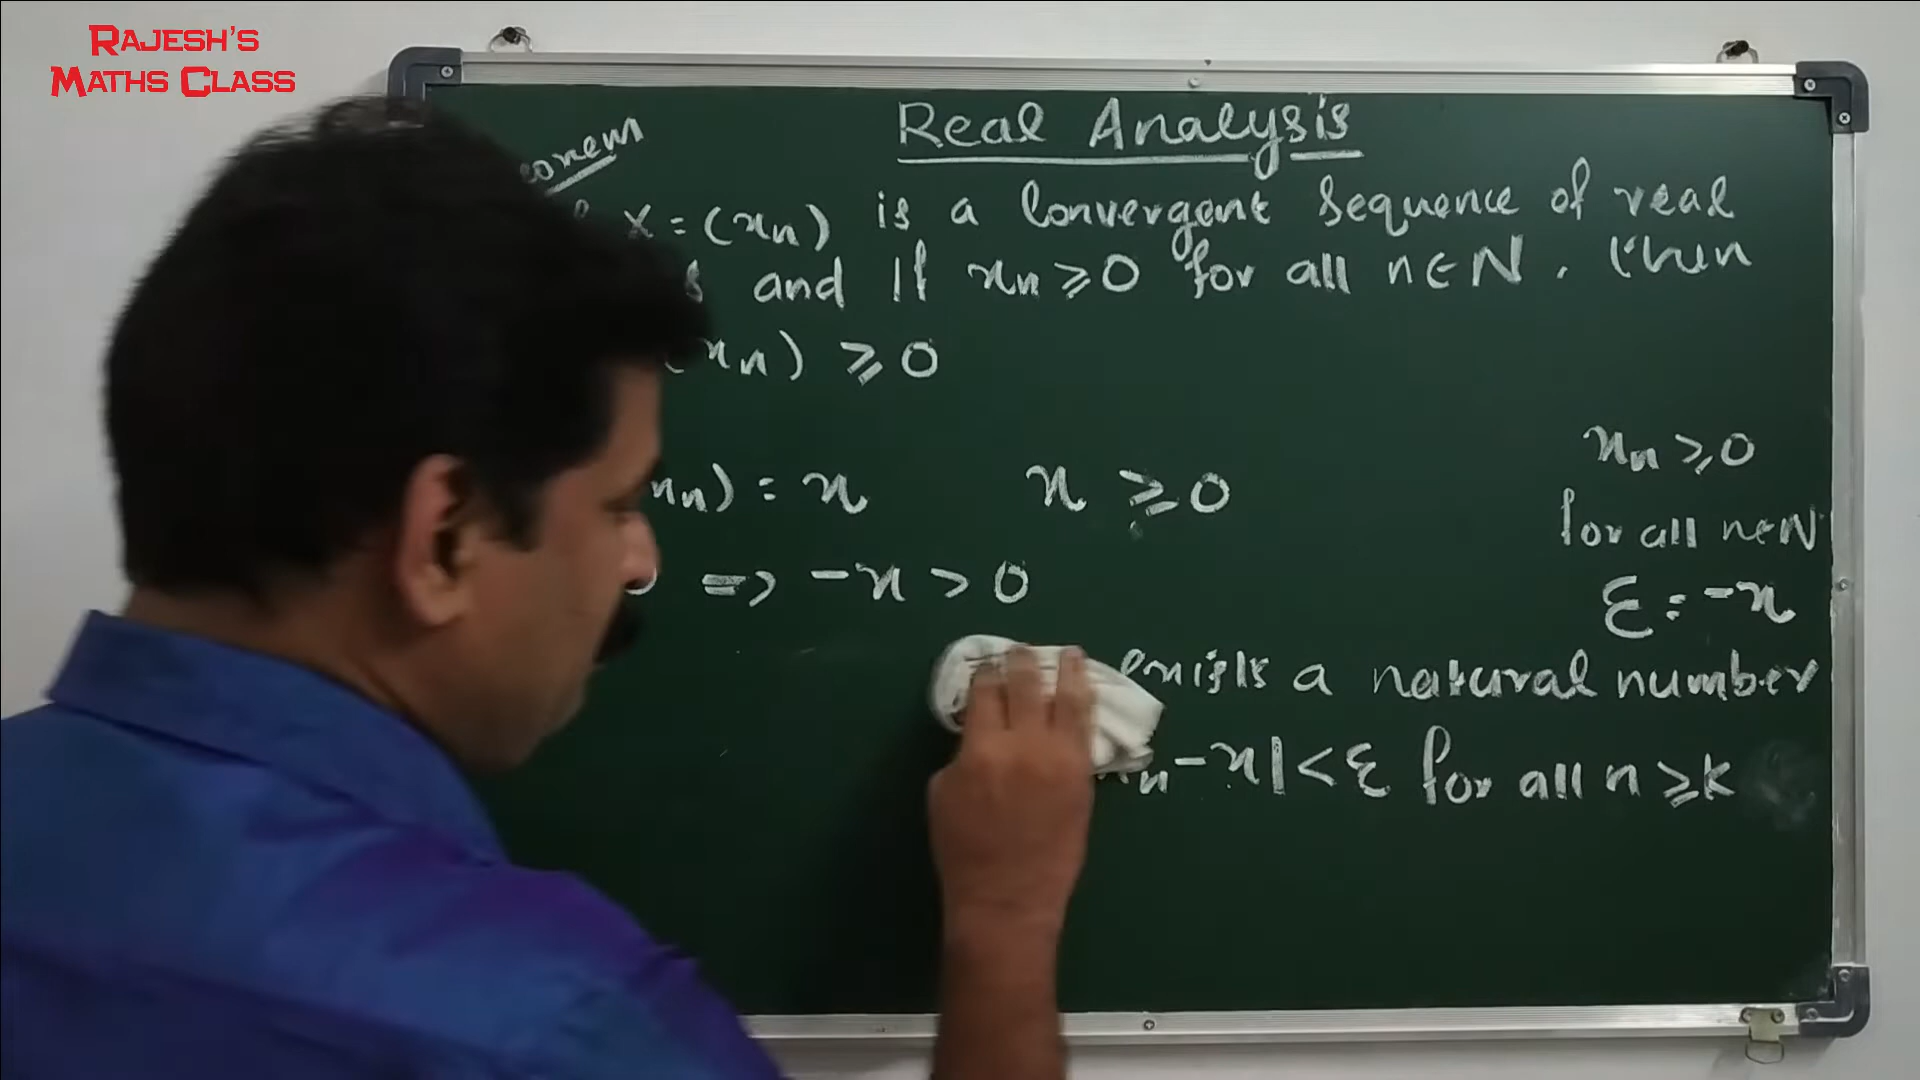 RAJESH'S
MATHS CLASS
Real Analysis
X = (xn) is a Convergent Sequence of real
and If xn ≥ 0 for all n ∈ N, then
xn) ≥ 0
xn) = x x ≥ 0
⇒ -x > 0
xn ≥ 0
for all n ∈ N
ε = -x
exists a natural number
n - x| < ε for all n ≥ k